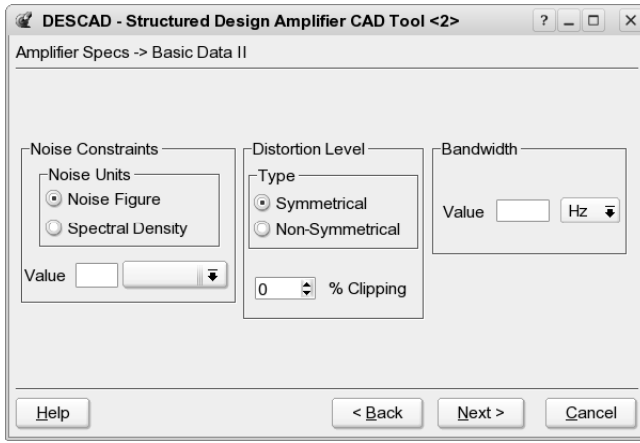 DESCAD - Structured Design Amplifier CAD Tool <2>
Amplifier Specs -> Basic Data II
Noise Constraints
Noise Units
Noise Figure
Spectral Density
Value
Distortion Level
Type
Symmetrical
Non-Symmetrical
0 % Clipping
Bandwidth
Value Hz
Help < Back Next > Cancel